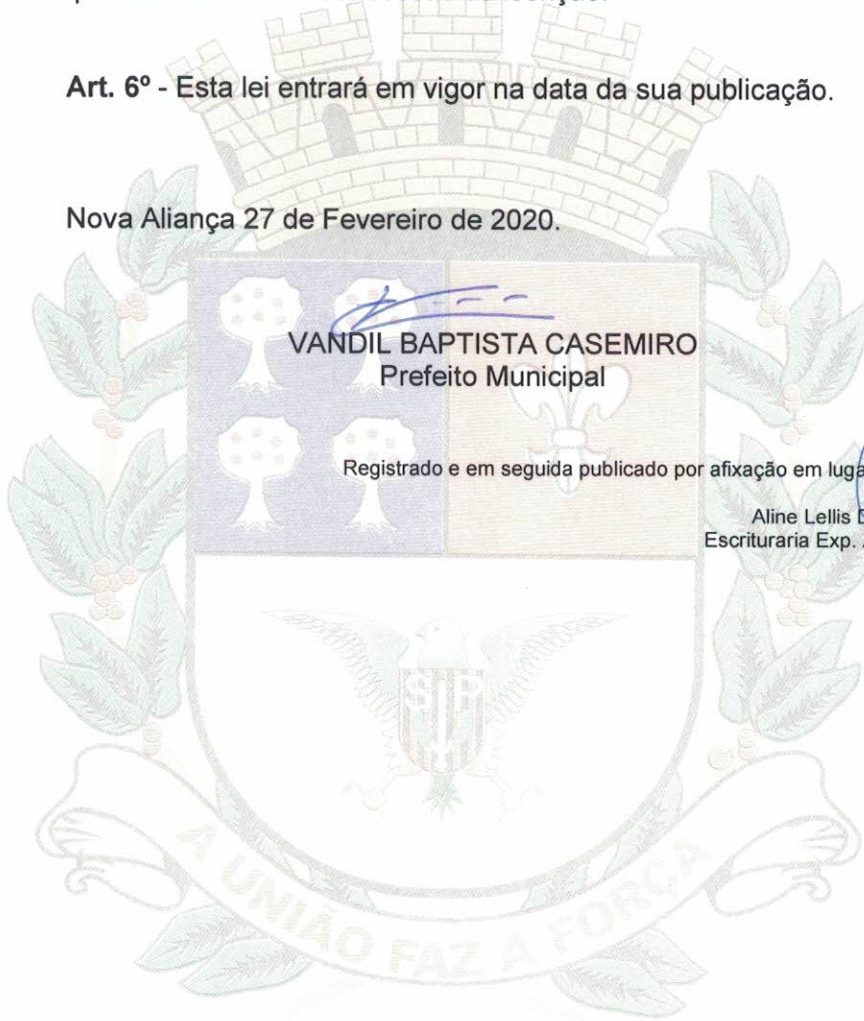 Art. 6º - Esta lei entrará em vigor na data da sua publicação.
Nova Aliança 27 de Fevereiro de 2020.
VANDIL BAPTISTA CASEMIRO
Prefeito Municipal
Registrado e em seguida publicado por afixação em
Aline Lellis
Escrituraria Exp.
SP
A UNIÃO FAZ A FORÇA